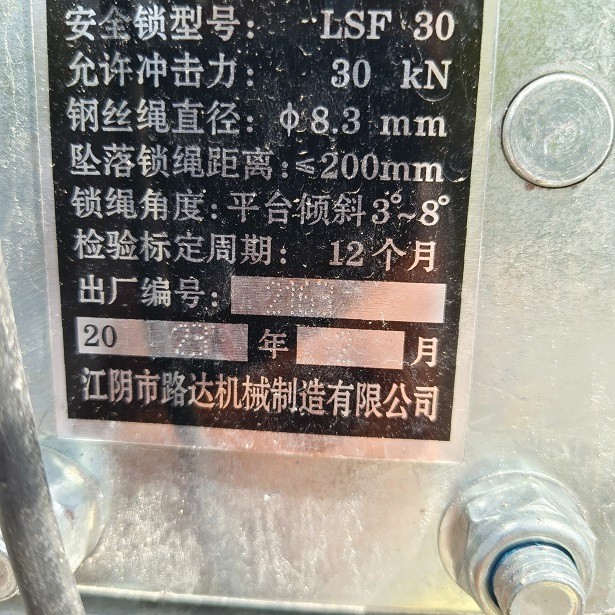 安全锁型号: LSF 30
允许冲击力: 30 kN
钢丝绳直径: φ8.3 mm
坠落锁绳距离:≤200mm
锁绳角度:平台倾斜3°~8°
检验标定周期: 12个月
出厂编号:
20 23 年 月
江阴市路达机械制造有限公司